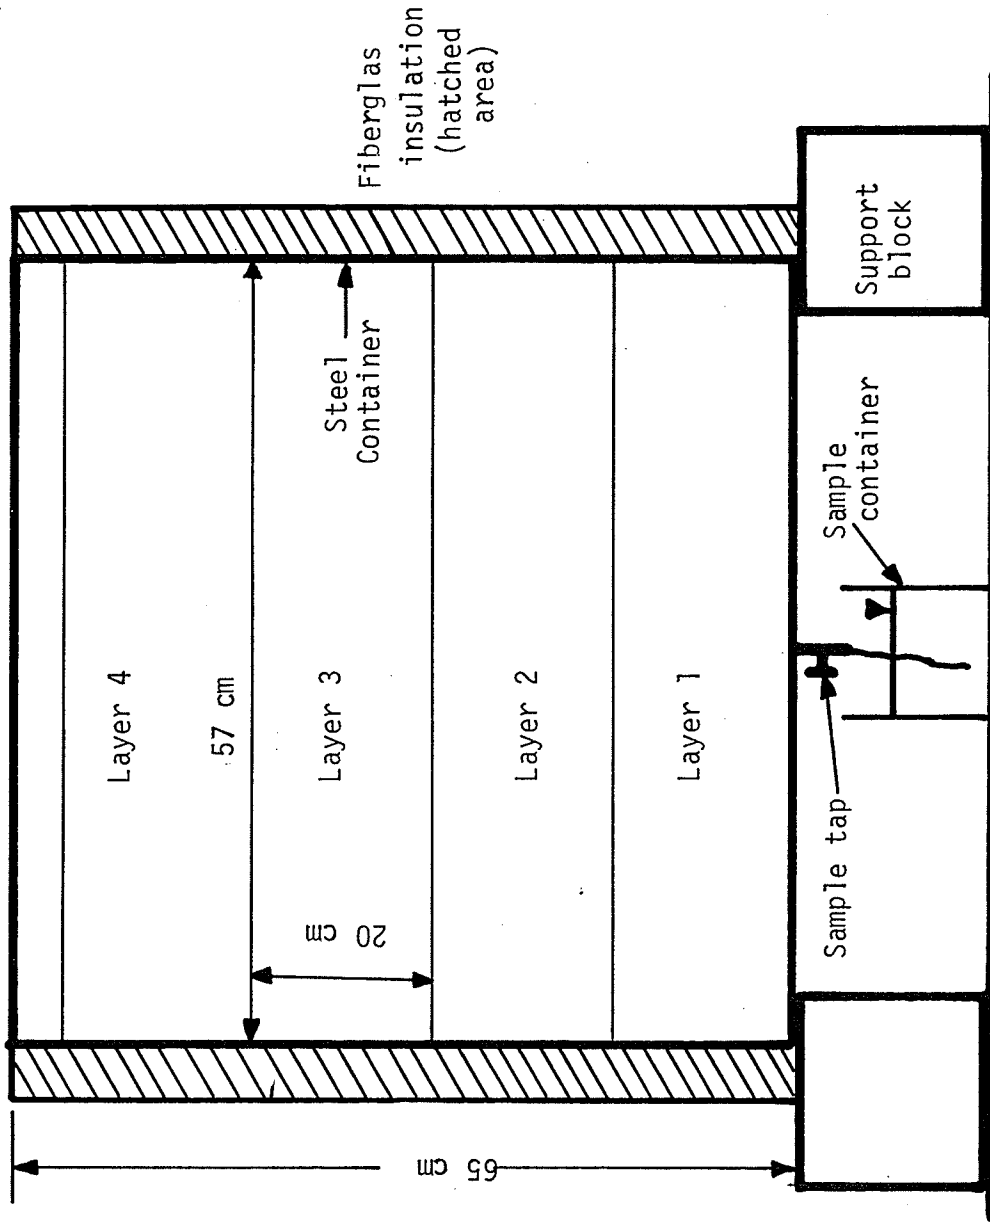 Fiberglas
insulation
(hatched
area)
Layer 4
57 cm
Steel
Container
Layer 3
20 cm
Layer 2
Layer 1
65 cm
Sample tap
Sample
container
Support
block